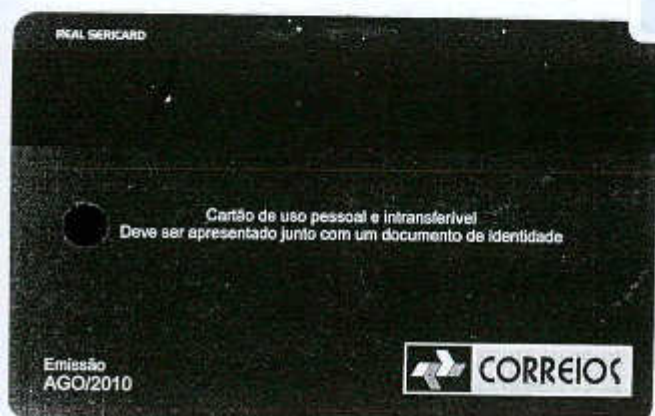 REAL SERICARD
Cartão de uso pessoal e intransferível
Deve ser apresentado junto com um documento de identidade
Emissão
AGO/2010
CORREIOS